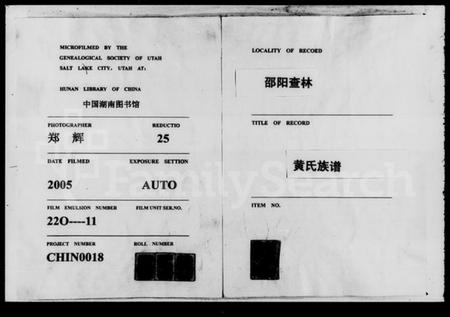 MICROFILMED BY THE
GENEALOGICAL SOCIETY OF UTAH
SALT LAKE CITY, UTAH AT:
HUNAN LIBRARY OF CHINA
中国湖南图书馆
PHOTOGRAPHER REDUCTIO
郑 辉 25
DATE FILMED EXPOSURE SETTION
2005 AUTO
FILM EMULSION NUMBER FILM UNIT SER.NO.
22O----11
PROJECT NUMBER ROLL NUMBER
CHIN0018
LOCALITY OF RECOED
邵阳查林
TITLE OF RECORD
黄氏族谱
ITEM NO.
FamilySearch